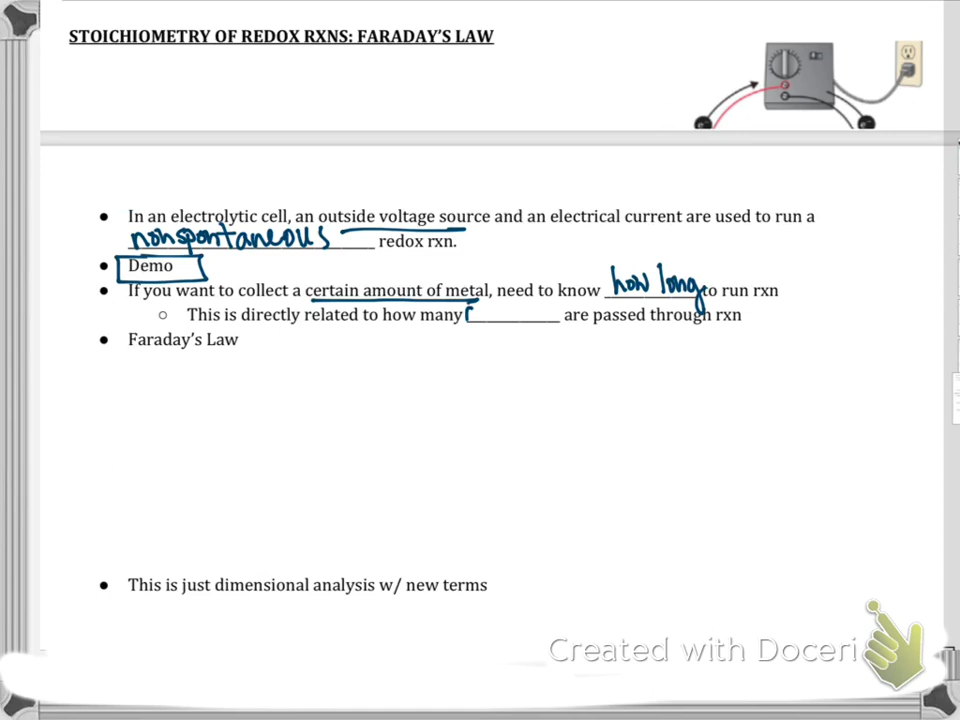 STOICHIOMETRY OF REDOX RXNS: FARADAY'S LAW
● In an electrolytic cell, an outside voltage source and an electrical current are used to run a
nonspontaneous redox rxn.
● Demo
● If you want to collect a certain amount of metal, need to know how long to run rxn
○ This is directly related to how many ____________ are passed through rxn
● Faraday's Law
● This is just dimensional analysis w/ new terms
Created with Doceri